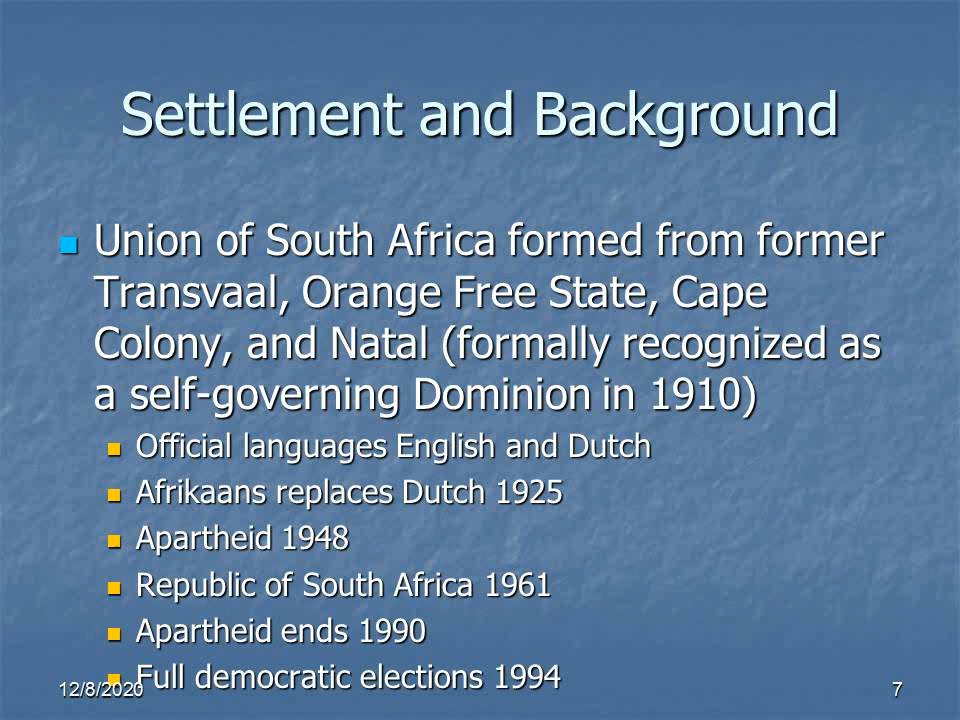 Settlement and Background
Union of South Africa formed from former
Transvaal, Orange Free State, Cape
Colony, and Natal (formally recognized as
a self-governing Dominion in 1910)
Official languages English and Dutch
Afrikaans replaces Dutch 1925
Apartheid 1948
Republic of South Africa 1961
Apartheid ends 1990
Full democratic elections 1994
12/8/2020
7